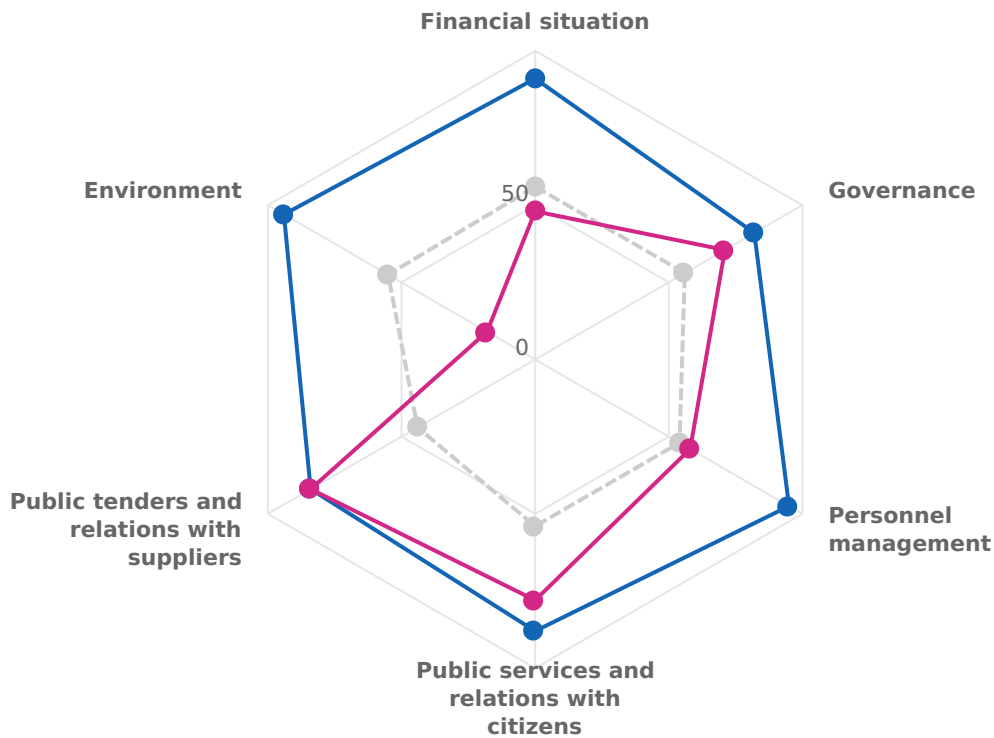 Financial situation
Environment
50
Governance
0
Public tenders and
relations with
suppliers
Personnel
management
Public services and
relations with
citizens